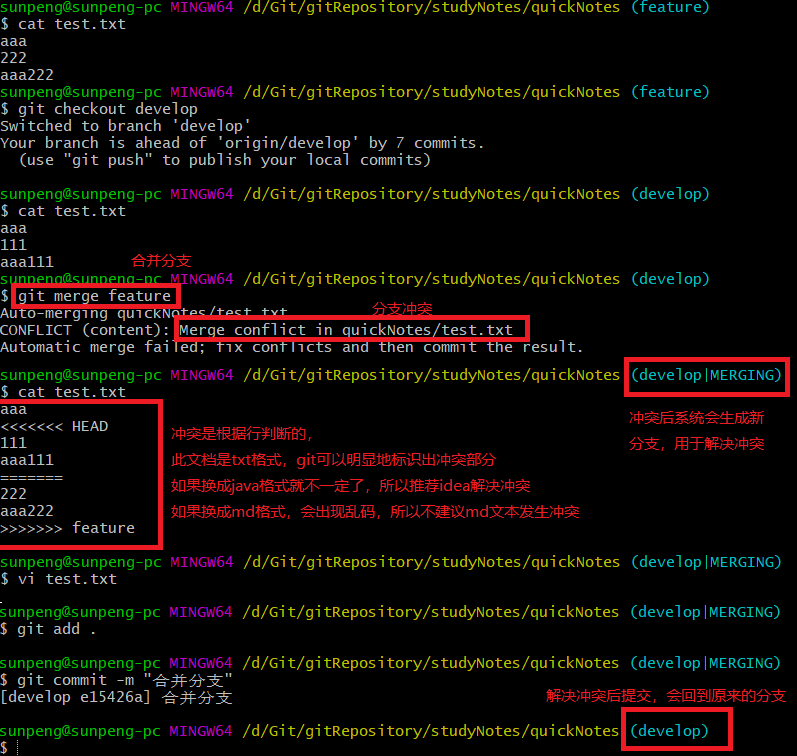 sunpeng@sunpeng-pc MINGW64 /d/Git/gitRepository/studyNotes/quickNotes (feature)
$ cat test.txt
aaa
222
aaa222
sunpeng@sunpeng-pc MINGW64 /d/Git/gitRepository/studyNotes/quickNotes (feature)
$ git checkout develop
Switched to branch 'develop'
Your branch is ahead of 'origin/develop' by 7 commits.
  (use "git push" to publish your local commits)
sunpeng@sunpeng-pc MINGW64 /d/Git/gitRepository/studyNotes/quickNotes (develop)
$ cat test.txt
aaa
111
aaa111
合并分支
sunpeng@sunpeng-pc MINGW64 /d/Git/gitRepository/studyNotes/quickNotes (develop)
$ git merge feature
Auto-merging quickNotes/test.txt
分支冲突
CONFLICT (content): Merge conflict in quickNotes/test.txt
Automatic merge failed; fix conflicts and then commit the result.
sunpeng@sunpeng-pc MINGW64 /d/Git/gitRepository/studyNotes/quickNotes (develop|MERGING)
$ cat test.txt
aaa
<<<<<<< HEAD
111
aaa111
=======
222
aaa222
>>>>>>> feature
冲突是根据行判断的，
此文档是txt格式，git可以明显地标识出冲突部分
如果换成java格式就不一定了，所以推荐idea解决冲突
如果换成md格式，会出现乱码，所以不建议md文本发生冲突
冲突后系统会生成新
分支，用于解决冲突
sunpeng@sunpeng-pc MINGW64 /d/Git/gitRepository/studyNotes/quickNotes (develop|MERGING)
$ vi test.txt
sunpeng@sunpeng-pc MINGW64 /d/Git/gitRepository/studyNotes/quickNotes (develop|MERGING)
$ git add .
sunpeng@sunpeng-pc MINGW64 /d/Git/gitRepository/studyNotes/quickNotes (develop|MERGING)
$ git commit -m "合并分支"
[develop e15426a] 合并分支
解决冲突后提交，会回到原来的分支
sunpeng@sunpeng-pc MINGW64 /d/Git/gitRepository/studyNotes/quickNotes (develop)
$